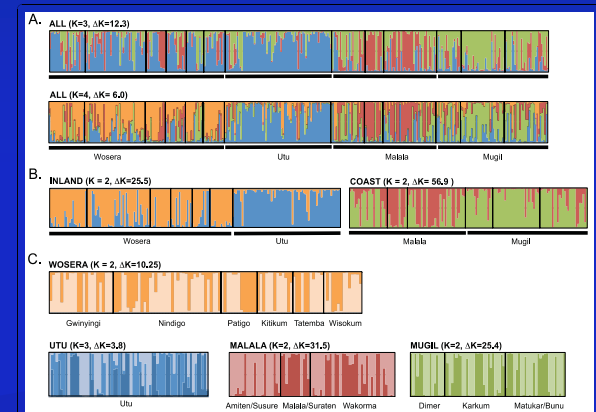 A.
ALL (K=3, ΔK=12.3)
ALL (K=4, ΔK= 6.0)
Wosera Utu Malala Mugil
B.
INLAND (K = 2, ΔK=25.5) COAST (K = 2, ΔK= 56.9 )
Wosera Utu Malala Mugil
C.
WOSERA (K = 2, ΔK=10.25)
Gwinyingi Nindigo Patigo Kitikum Tatemba Wisokum
UTU (K=3, ΔK=3.8) MALALA (K=2, ΔK=31.5) MUGIL (K=2, ΔK=25.4)
Utu Amiten/Susure Malala/Suraten Wakorma Dimer Karkum Matukar/Bunu